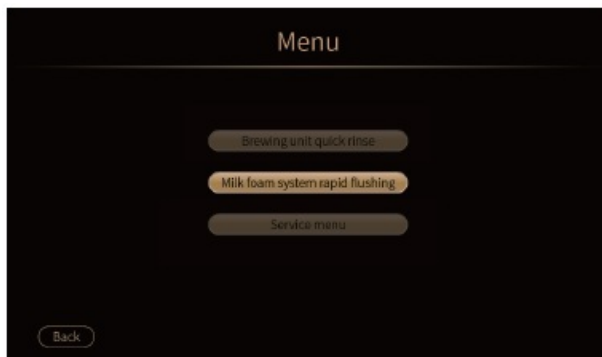 Menu
Brewing unit quick rinse
Milk foam system rapid flushing
Service menu
Back